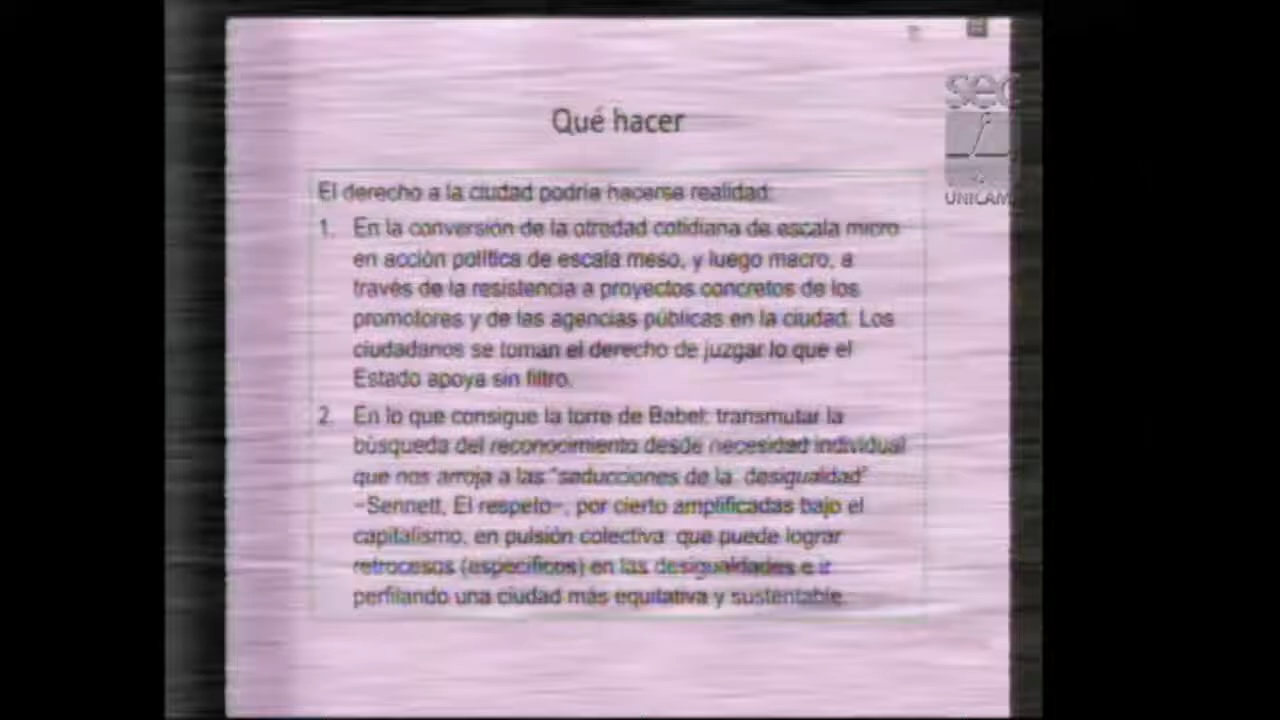 sec
UNICAM
Qué hacer
El derecho a la ciudad podría hacerse realidad:
1. En la conversión de la otredad cotidiana de escala micro
en acción política de escala meso, y luego macro, a
través de la resistencia a proyectos concretos de los
promotores y de las agencias públicas en la ciudad. Los
ciudadanos se toman el derecho de juzgar lo que el
Estado apoya sin filtro.
2. En lo que consigue la torre de Babel: transmutar la
búsqueda del reconocimiento desde necesidad individual
que nos arroja a las "seducciones de la desigualdad"
–Sennett, El respeto–, por cierto amplificadas bajo el
capitalismo, en pulsión colectiva que puede lograr
retrocesos (específicos) en las desigualdades e ir
perfilando una ciudad más equitativa y sustentable.